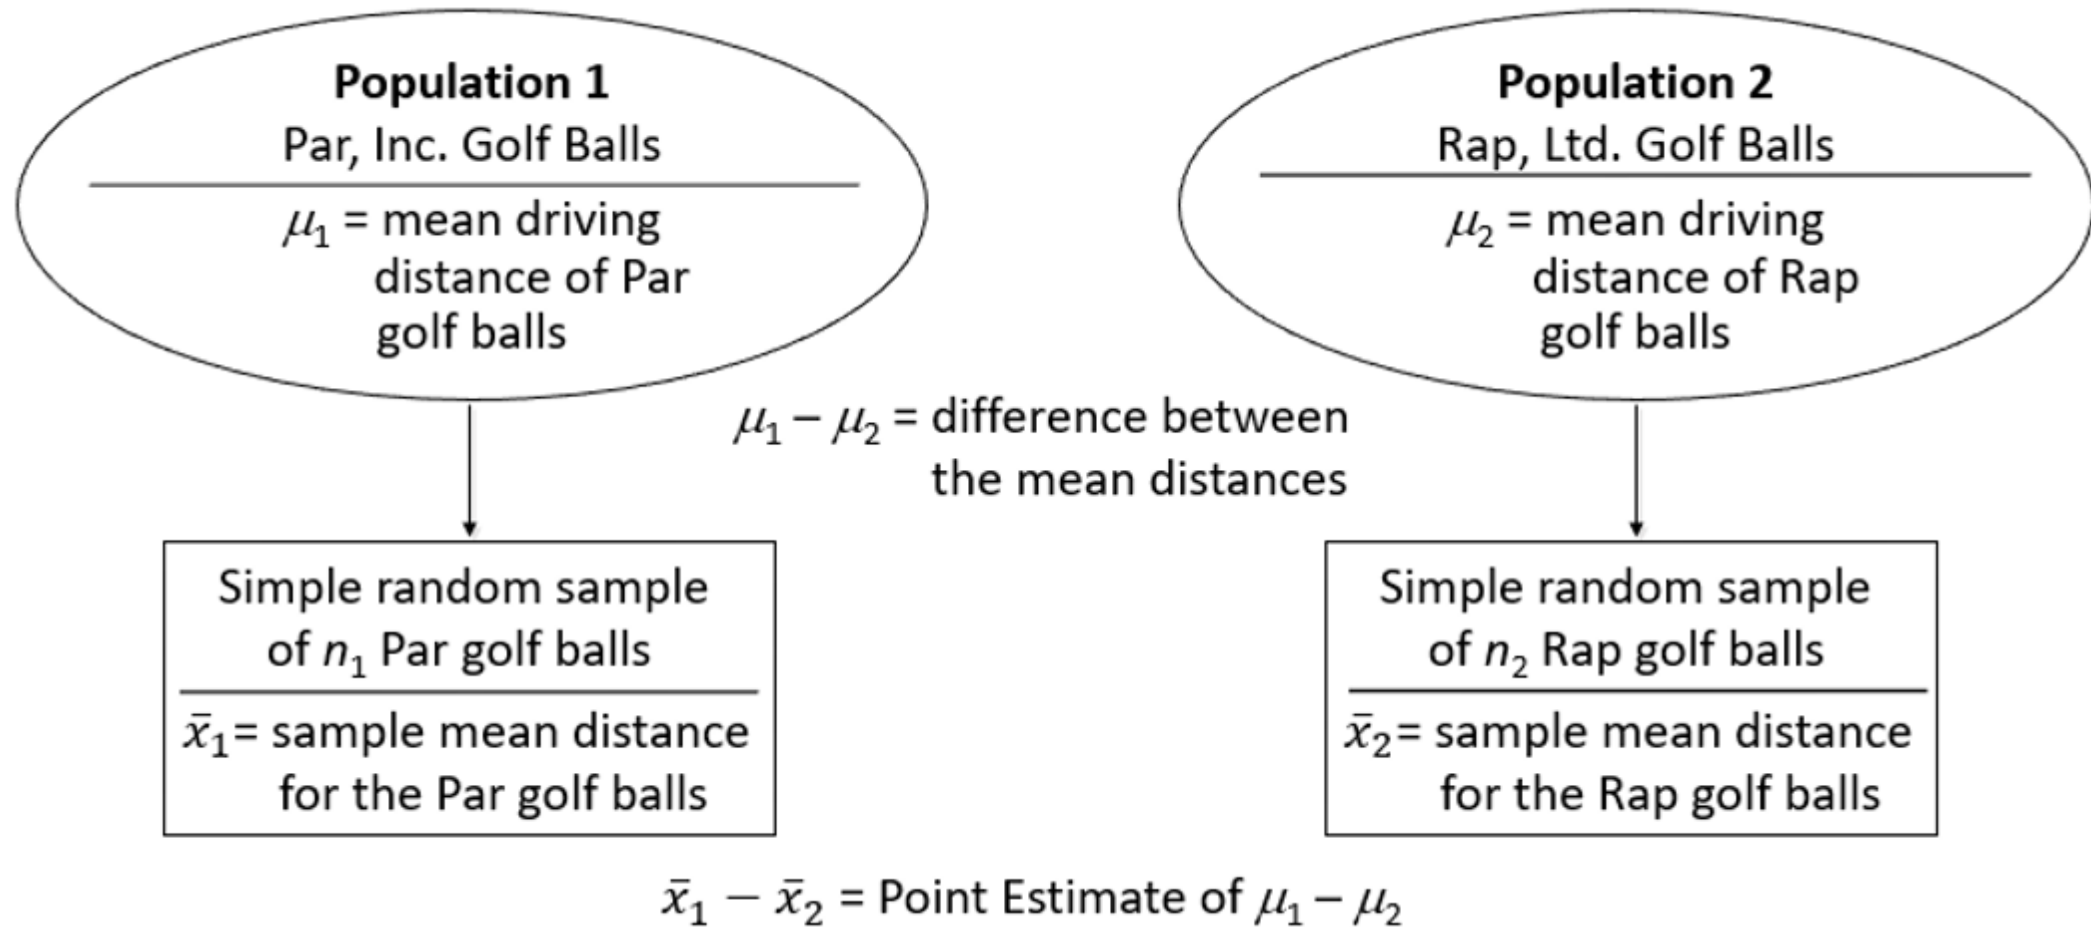 Population 1
Par, Inc. Golf Balls
μ₁ = mean driving
distance of Par
golf balls
Population 2
Rap, Ltd. Golf Balls
μ₂ = mean driving
distance of Rap
golf balls
μ₁ – μ₂ = difference between
the mean distances
Simple random sample
of n₁ Par golf balls
x̄₁= sample mean distance
for the Par golf balls
Simple random sample
of n₂ Rap golf balls
x̄₂= sample mean distance
for the Rap golf balls
x̄₁ − x̄₂ = Point Estimate of μ₁ – μ₂